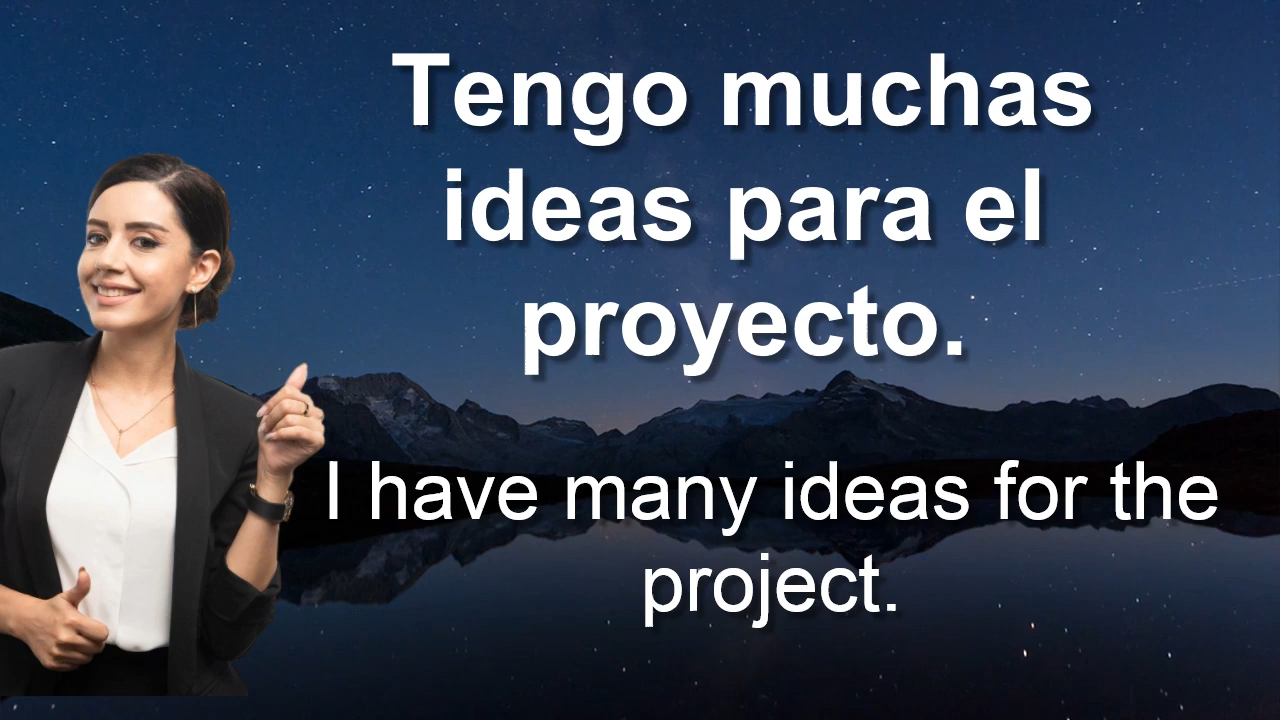 Tengo muchas
ideas para el
proyecto.
I have many ideas for the
project.